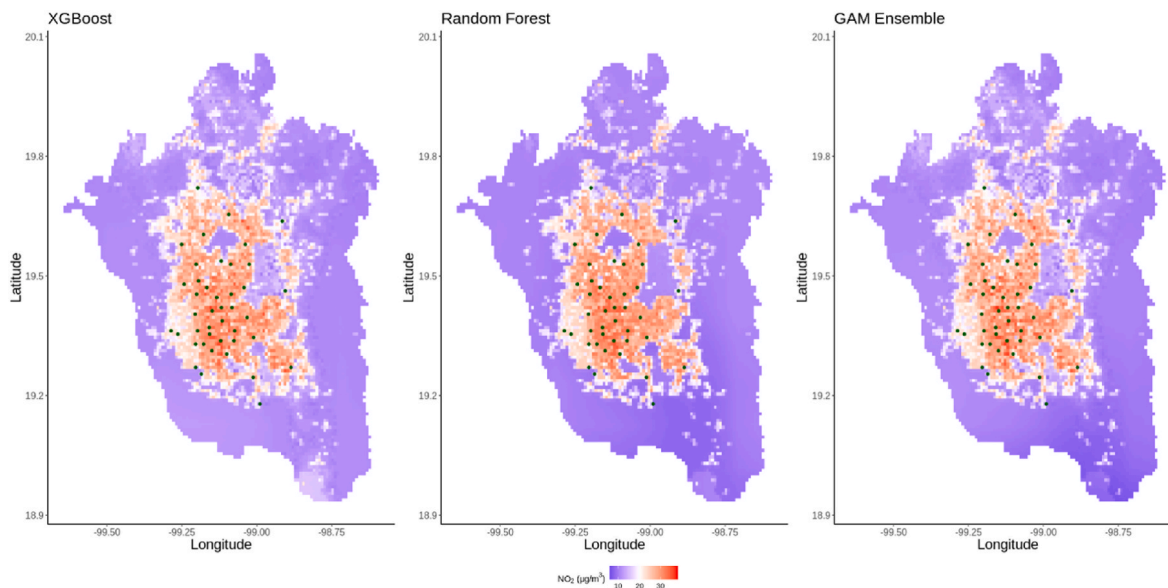 XGBoost
Random Forest
GAM Ensemble
20.1
19.8
19.5
19.2
18.9
Latitude
-99.50 -99.25 -99.00 -98.75
Longitude
20.1
19.8
19.5
19.2
18.9
Latitude
-99.50 -99.25 -99.00 -98.75
Longitude
20.1
19.8
19.5
19.2
18.9
Latitude
-99.50 -99.25 -99.00 -98.75
Longitude
NO₂ (µg/m³)
10 20 30